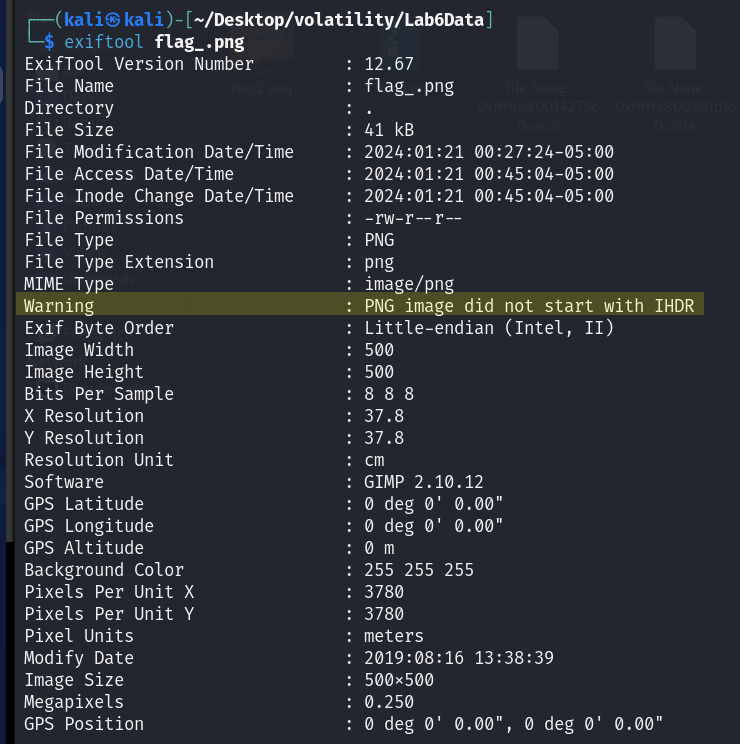 ┌──(kali㉿kali)-[~/Desktop/volatility/Lab6Data]
└─$ exiftool flag_.png
ExifTool Version Number : 12.67
File Name : flag_.png
Directory : .
File Size : 41 kB
File Modification Date/Time : 2024:01:21 00:27:24-05:00
File Access Date/Time : 2024:01:21 00:45:04-05:00
File Inode Change Date/Time : 2024:01:21 00:45:04-05:00
File Permissions : -rw-r--r--
File Type : PNG
File Type Extension : png
MIME Type : image/png
Warning : PNG image did not start with IHDR
Exif Byte Order : Little-endian (Intel, II)
Image Width : 500
Image Height : 500
Bits Per Sample : 8 8 8
X Resolution : 37.8
Y Resolution : 37.8
Resolution Unit : cm
Software : GIMP 2.10.12
GPS Latitude : 0 deg 0' 0.00"
GPS Longitude : 0 deg 0' 0.00"
GPS Altitude : 0 m
Background Color : 255 255 255
Pixels Per Unit X : 3780
Pixels Per Unit Y : 3780
Pixel Units : meters
Modify Date : 2019:08:16 13:38:39
Image Size : 500×500
Megapixels : 0.250
GPS Position : 0 deg 0' 0.00", 0 deg 0' 0.00"